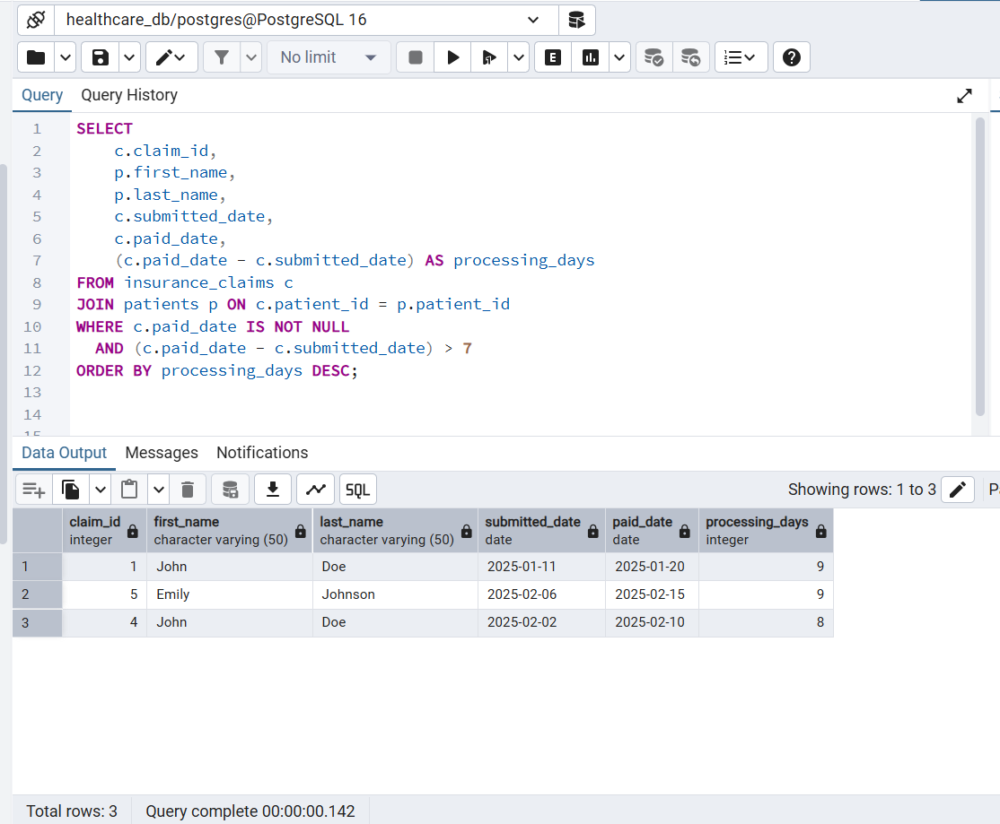 healthcare_db/postgres@PostgreSQL 16
No limit
Query Query History
1 SELECT
2 c.claim_id,
3 p.first_name,
4 p.last_name,
5 c.submitted_date,
6 c.paid_date,
7 (c.paid_date - c.submitted_date) AS processing_days
8 FROM insurance_claims c
9 JOIN patients p ON c.patient_id = p.patient_id
10 WHERE c.paid_date IS NOT NULL
11 AND (c.paid_date - c.submitted_date) > 7
12 ORDER BY processing_days DESC;
13
14
15
Data Output Messages Notifications
SQL Showing rows: 1 to 3
claim_id first_name last_name submitted_date paid_date processing_days
integer character varying (50) character varying (50) date date integer
1 1 John Doe 2025-01-11 2025-01-20 9
2 5 Emily Johnson 2025-02-06 2025-02-15 9
3 4 John Doe 2025-02-02 2025-02-10 8
Total rows: 3 Query complete 00:00:00.142